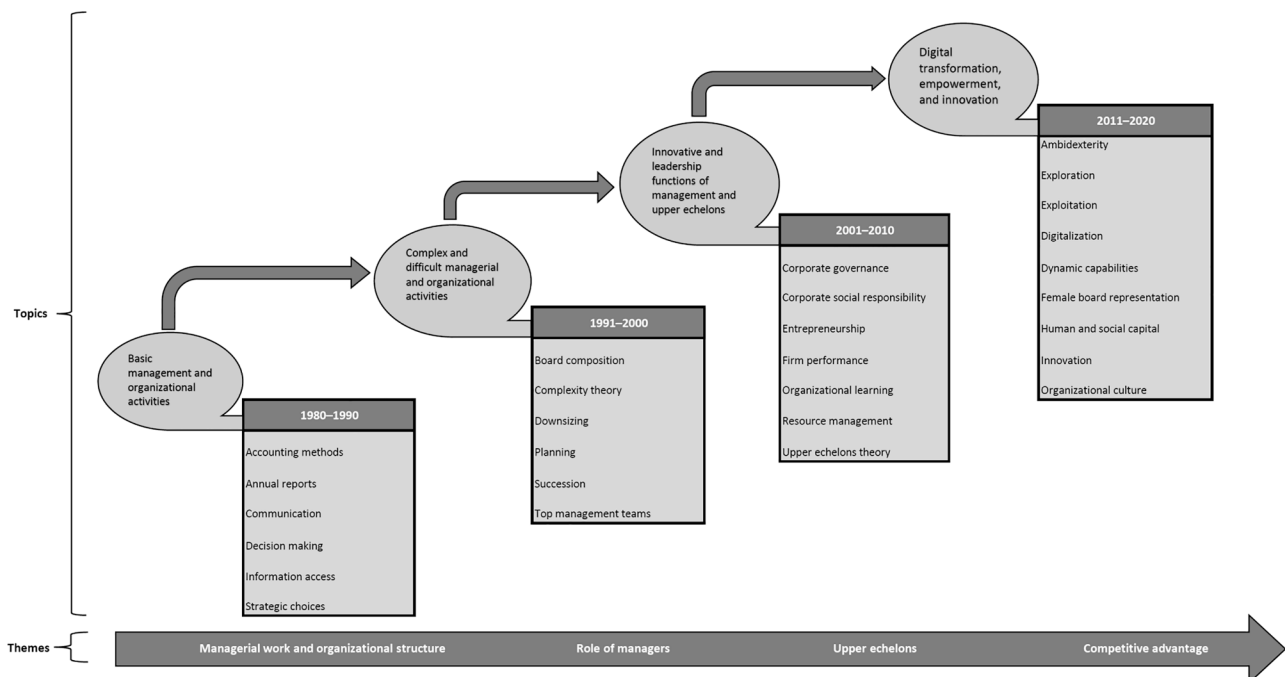 Topics
Basic
management and
organizational
activities
1980–1990
Accounting methods
Annual reports
Communication
Decision making
Information access
Strategic choices
Complex and
difficult managerial
and organizational
activities
1991–2000
Board composition
Complexity theory
Downsizing
Planning
Succession
Top management teams
Innovative and
leadership
functions of
management and
upper echelons
2001–2010
Corporate governance
Corporate social responsibility
Entrepreneurship
Firm performance
Organizational learning
Resource management
Upper echelons theory
Digital
transformation,
empowerment,
and innovation
2011–2020
Ambidexterity
Exploration
Exploitation
Digitalization
Dynamic capabilities
Female board representation
Human and social capital
Innovation
Organizational culture
Themes
Managerial work and organizational structure
Role of managers
Upper echelons
Competitive advantage